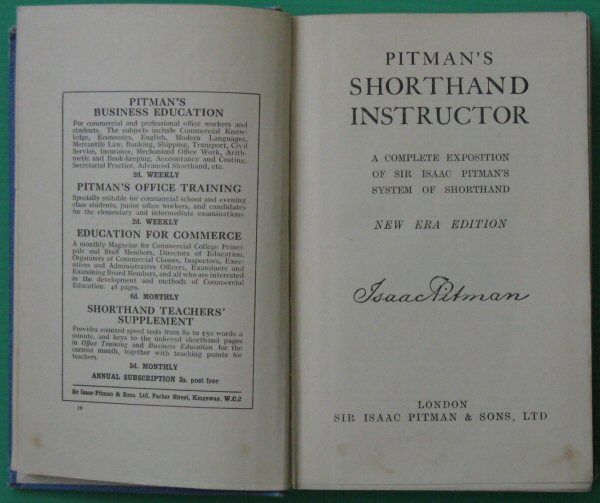 PITMAN'S
BUSINESS EDUCATION
For commercial and professional office workers and
students. The subjects include Commercial Know-
ledge, Economics, English, Modern Languages,
Mercantile Law, Banking, Shipping, Transport, Civil
Service, Insurance, Mechanized Office Work, Arith-
metic and Book-keeping, Accountancy and Costing,
Secretarial Practice, Advanced Shorthand, etc.
2d. WEEKLY
PITMAN'S OFFICE TRAINING
Specially suitable for commercial school and evening
class students, junior office workers, and candidates
for the elementary and intermediate examinations.
2d. WEEKLY
EDUCATION FOR COMMERCE
A monthly Magazine for Commercial College Princi-
pals and Staff Members, Directors of Education,
Organizers of Commercial Classes, Inspectors, Exec-
utives and Administrative Officers, Examiners and
Examining Board Members, and all who are interested
in the development and methods of Commercial
Education. 48 pages.
6d. MONTHLY
SHORTHAND TEACHERS'
SUPPLEMENT
Provides counted speed tests from 60 to 150 words a
minute, and keys to the unkeyed shorthand pages
in Office Training and Business Education for the
current month, together with teaching points for
teachers.
3d. MONTHLY
ANNUAL SUBSCRIPTION 3s. post free
Sir Isaac Pitman & Sons, Ltd. Parker Street, Kingsway, W.C.2
19
PITMAN'S
SHORTHAND
INSTRUCTOR
A COMPLETE EXPOSITION
OF SIR ISAAC PITMAN'S
SYSTEM OF SHORTHAND
NEW ERA EDITION
Isaac Pitman
LONDON
SIR ISAAC PITMAN & SONS, LTD